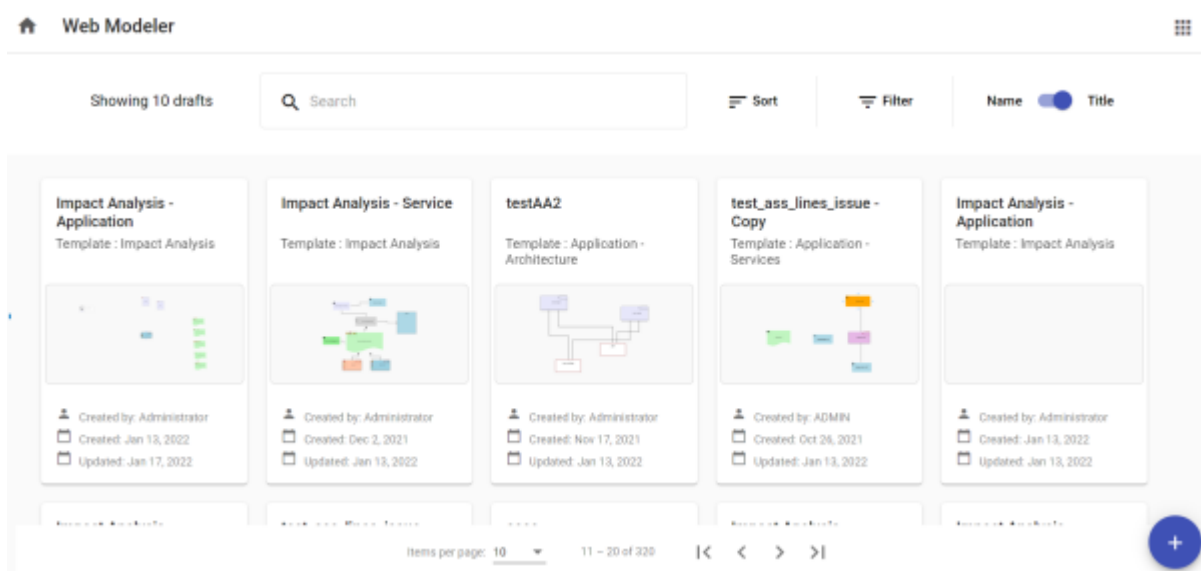 Web Modeler
Showing 10 drafts
Search
Sort
Filter
Name
Title
Impact Analysis -
Application
Template : Impact Analysis
Created by: Administrator
Created: Jan 13, 2022
Updated: Jan 17, 2022
Impact Analysis - Service
Template : Impact Analysis
Created by: Administrator
Created: Dec 2, 2021
Updated: Jan 13, 2022
testAA2
Template : Application -
Architecture
Created by: Administrator
Created: Nov 17, 2021
Updated: Jan 13, 2022
test_ass_lines_issue -
Copy
Template : Application -
Services
Created by: ADMIN
Created: Oct 26, 2021
Updated: Jan 13, 2022
Impact Analysis -
Application
Template : Impact Analysis
Created by: Administrator
Created: Jan 13, 2022
Updated: Jan 13, 2022
Items per page: 10
11 – 20 of 320